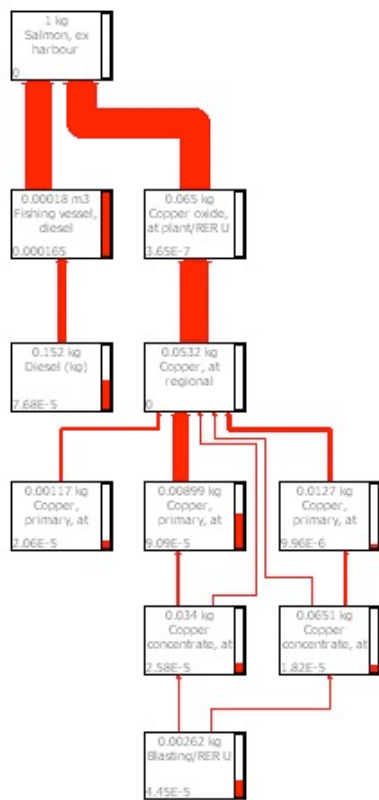 1 kg
Salmon, ex
harbour
0
0.00018 m3
Fishing vessel,
diesel
0.000165
0.065 kg
Copper oxide,
at plant/RER U
3.65E-7
0.152 kg
Diesel (kg)
7.68E-5
0.0532 kg
Copper, at
regional
0
0.00117 kg
Copper,
primary, at
2.06E-5
0.00899 kg
Copper,
primary, at
9.09E-5
0.0127 kg
Copper,
primary, at
9.96E-6
0.034 kg
Copper
concentrate, at
2.58E-5
0.0651 kg
Copper
concentrate, at
1.82E-5
0.00262 kg
Blasting/RER U
4.45E-5